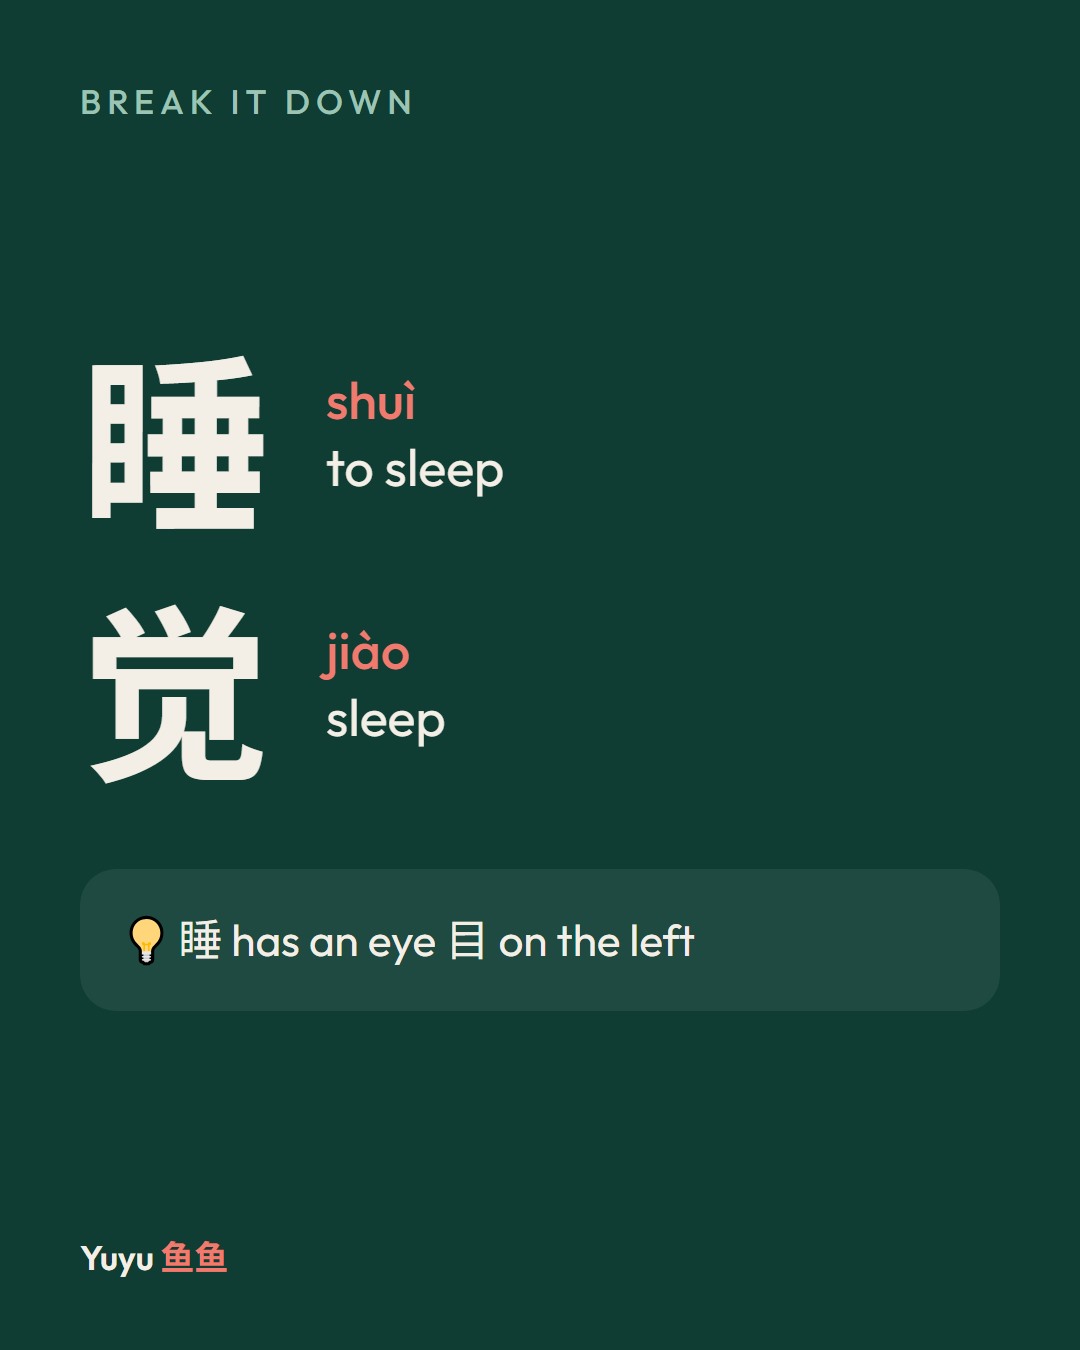 BREAK IT DOWN
睡
shuì
to sleep
觉
jiào
sleep
💡 睡 has an eye 目 on the left
Yuyu 鱼鱼